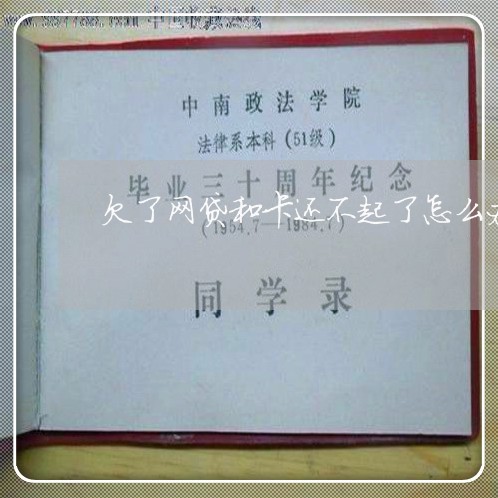 中南政法学院
法律系本科(51级)
毕业三十周年纪念
欠了网贷和卡还不起了怎么
(1954.7—1984.7)
同学录